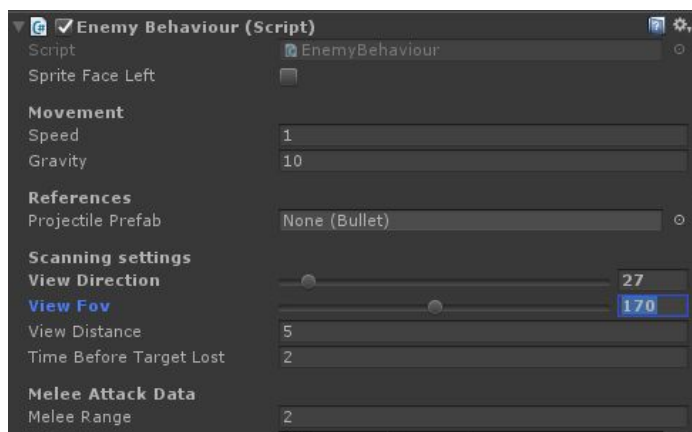 Enemy Behaviour (Script)
Script EnemyBehaviour
Sprite Face Left
Movement
Speed 1
Gravity 10
References
Projectile Prefab None (Bullet)
Scanning settings
View Direction 27
View Fov 170
View Distance 5
Time Before Target Lost 2
Melee Attack Data
Melee Range 2